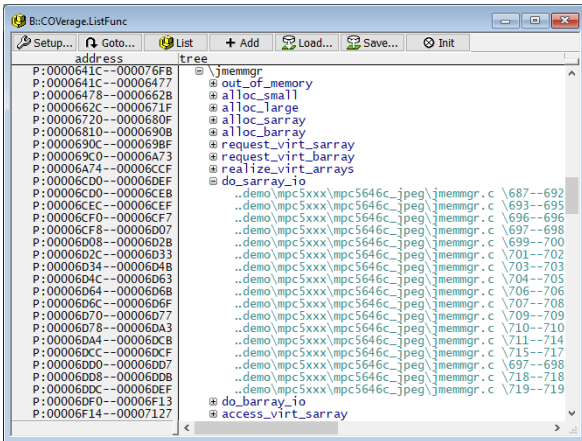 B::COVerage.ListFunc
Setup... Goto... List + Add Load... Save... Init
address tree
P:0000641C--000076FB \jmemmgr
P:0000641C--00006477 out_of_memory
P:00006478--0000662B alloc_small
P:0000662C--0000671F alloc_large
P:00006720--0000680F alloc_sarray
P:00006810--0000690B alloc_barray
P:0000690C--000069BF request_virt_sarray
P:000069C0--00006A73 request_virt_barray
P:00006A74--00006CCF realize_virt_arrays
P:00006CD0--00006DEF do_sarray_io
P:00006CD0--00006CEB ..demo\mpc5xxx\mpc5646c_jpeg\jmemmgr.c \687--692
P:00006CEC--00006CEF ..demo\mpc5xxx\mpc5646c_jpeg\jmemmgr.c \693--695
P:00006CF0--00006CF7 ..demo\mpc5xxx\mpc5646c_jpeg\jmemmgr.c \696--696
P:00006CF8--00006D07 ..demo\mpc5xxx\mpc5646c_jpeg\jmemmgr.c \697--698
P:00006D08--00006D2B ..demo\mpc5xxx\mpc5646c_jpeg\jmemmgr.c \699--700
P:00006D2C--00006D33 ..demo\mpc5xxx\mpc5646c_jpeg\jmemmgr.c \701--702
P:00006D34--00006D4B ..demo\mpc5xxx\mpc5646c_jpeg\jmemmgr.c \703--703
P:00006D4C--00006D63 ..demo\mpc5xxx\mpc5646c_jpeg\jmemmgr.c \704--705
P:00006D64--00006D6B ..demo\mpc5xxx\mpc5646c_jpeg\jmemmgr.c \706--706
P:00006D6C--00006D6F ..demo\mpc5xxx\mpc5646c_jpeg\jmemmgr.c \707--708
P:00006D70--00006D77 ..demo\mpc5xxx\mpc5646c_jpeg\jmemmgr.c \709--709
P:00006D78--00006DA3 ..demo\mpc5xxx\mpc5646c_jpeg\jmemmgr.c \710--710
P:00006DA4--00006DCB ..demo\mpc5xxx\mpc5646c_jpeg\jmemmgr.c \711--714
P:00006DCC--00006DCF ..demo\mpc5xxx\mpc5646c_jpeg\jmemmgr.c \715--717
P:00006DD0--00006DD7 ..demo\mpc5xxx\mpc5646c_jpeg\jmemmgr.c \697--698
P:00006DD8--00006DDB ..demo\mpc5xxx\mpc5646c_jpeg\jmemmgr.c \718--718
P:00006DDC--00006DEF ..demo\mpc5xxx\mpc5646c_jpeg\jmemmgr.c \719--719
P:00006DF0--00006F13 do_barray_io
P:00006F14--00007127 access_virt_sarray